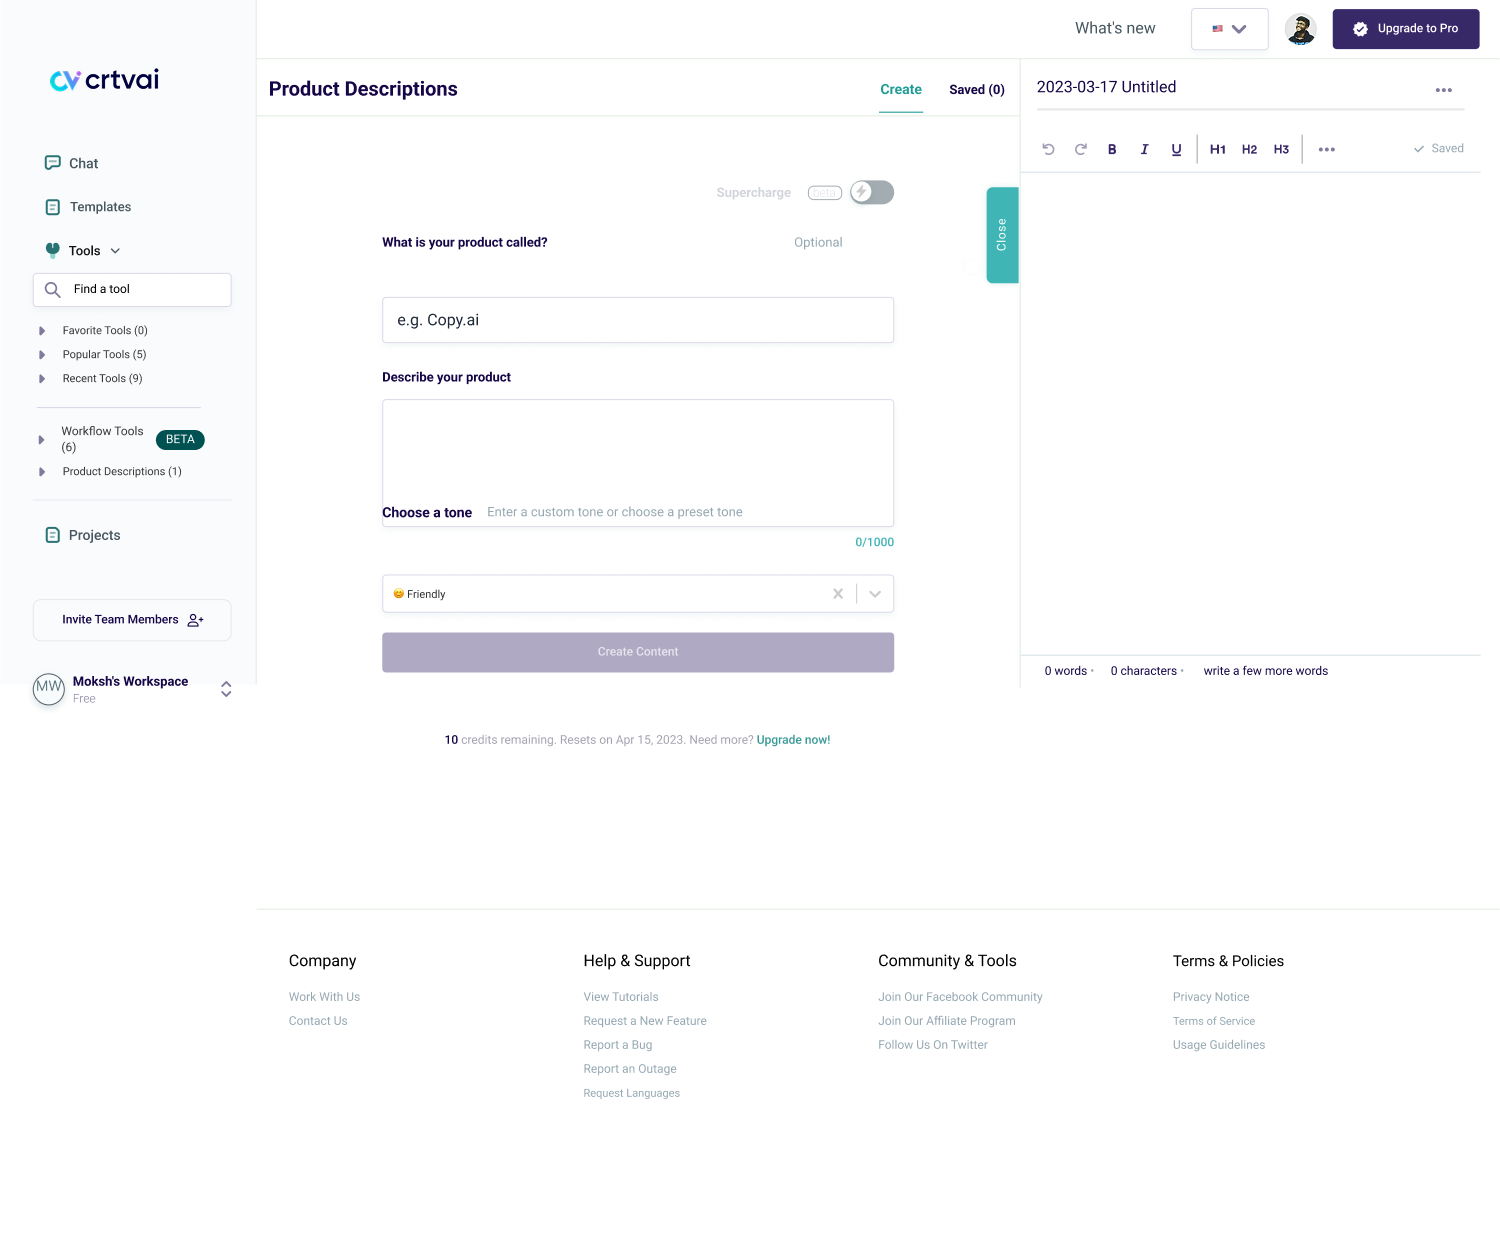 What's new
Upgrade to Pro
crtvai
Chat
Templates
Tools
Find a tool
Favorite Tools (0)
Popular Tools (5)
Recent Tools (9)
Workflow Tools
(6)
BETA
Product Descriptions (1)
Projects
Invite Team Members
MW
Moksh's Workspace
Free
Product Descriptions
Create
Saved (0)
Supercharge
beta
What is your product called?
Optional
e.g. Copy.ai
Describe your product
Choose a tone
Enter a custom tone or choose a preset tone
0/1000
Friendly
Create Content
10 credits remaining. Resets on Apr 15, 2023. Need more? Upgrade now!
Close
2023-03-17 Untitled
B I U H1 H2 H3
Saved
0 words • 0 characters • write a few more words
Company
Work With Us
Contact Us
Help & Support
View Tutorials
Request a New Feature
Report a Bug
Report an Outage
Request Languages
Community & Tools
Join Our Facebook Community
Join Our Affiliate Program
Follow Us On Twitter
Terms & Policies
Privacy Notice
Terms of Service
Usage Guidelines